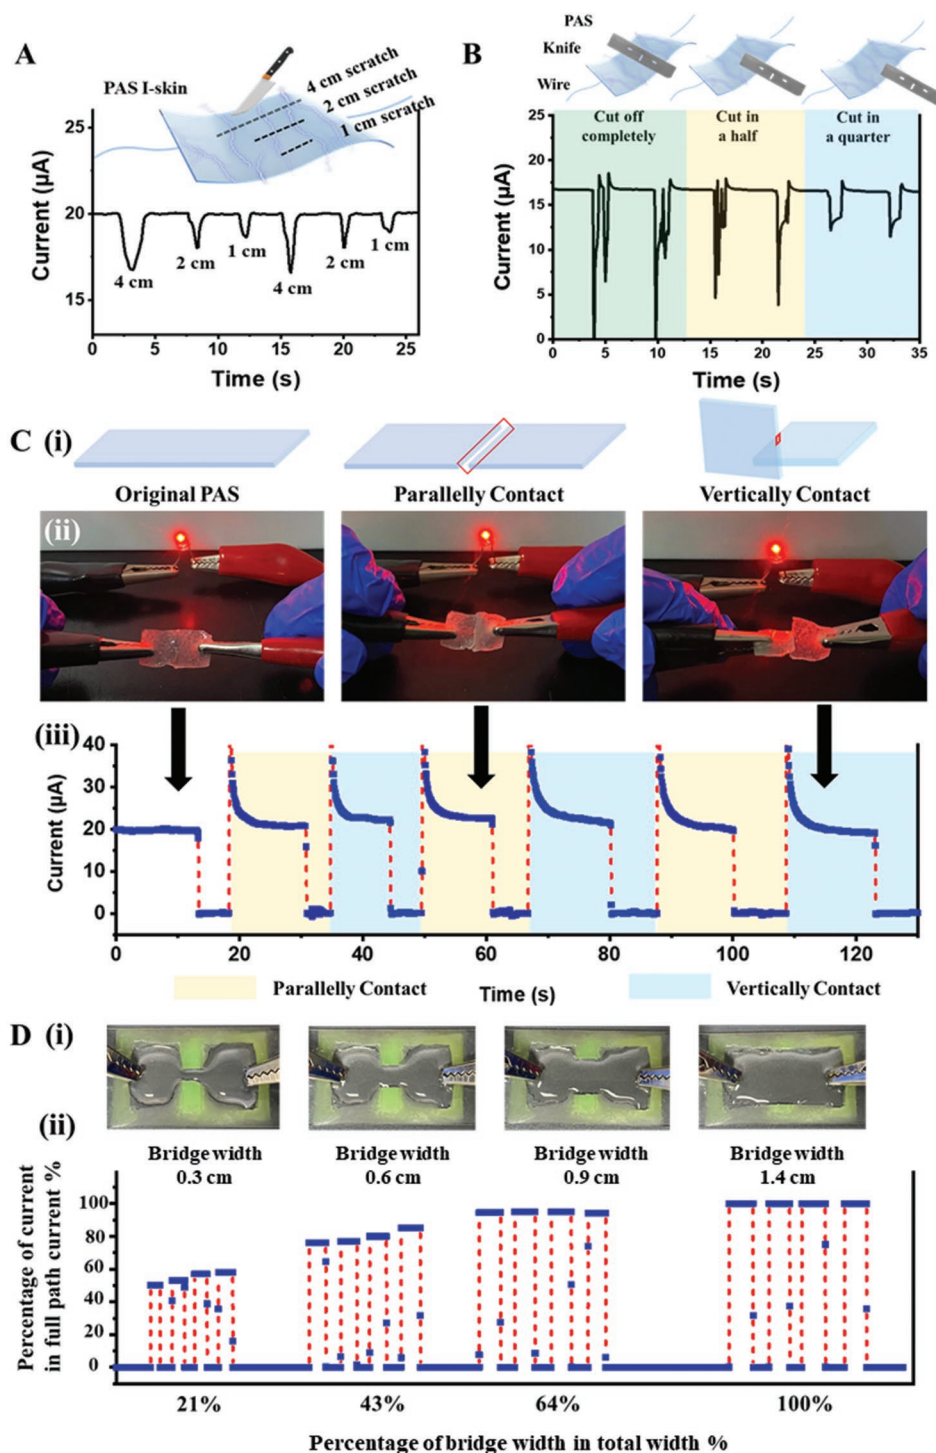 A
PAS I-skin
4 cm scratch
2 cm scratch
1 cm scratch
Current (µA)
25
20
15
4 cm
2 cm
1 cm
4 cm
2 cm
1 cm
0
5
10
15
20
25
Time (s)
B
PAS
Knife
Wire
Cut off
completely
Cut in
a half
Cut in
a quarter
Current (µA)
25
20
15
10
5
0
0
5
10
15
20
25
30
35
Time (s)
C (i)
Original PAS
Parallelly Contact
Vertically Contact
(ii)
(iii)
Current (µA)
40
30
20
10
0
0
20
40
60
80
100
120
Parallelly Contact
Time (s)
Vertically Contact
D (i)
(ii)
Bridge width
0.3 cm
Bridge width
0.6 cm
Bridge width
0.9 cm
Bridge width
1.4 cm
Percentage of current
in full path current %
100
80
60
40
20
0
21%
43%
64%
100%
Percentage of bridge width in total width %